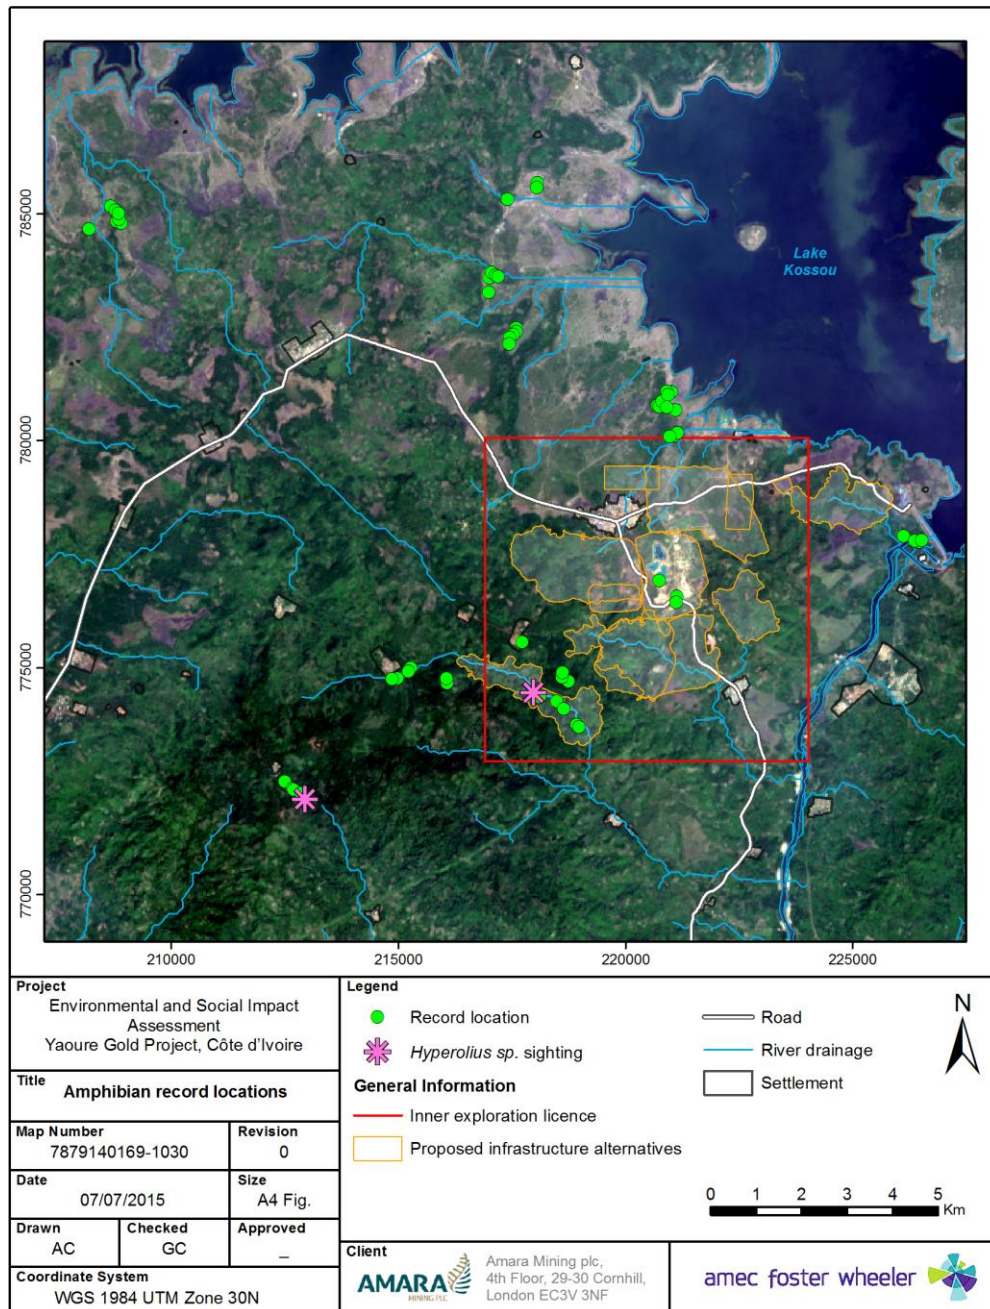 785000
780000
775000
770000
Lake
Kossou
210000
215000
220000
225000
Project
Environmental and Social Impact
Assessment
Yaoure Gold Project, Côte d'Ivoire
Title
Amphibian record locations
Map Number
7879140169-1030
Revision
0
Date
07/07/2015
Size
A4 Fig.
Drawn
AC
Checked
GC
Approved
_
Coordinate System
WGS 1984 UTM Zone 30N
Legend
Record location
Hyperolius sp. sighting
General Information
Inner exploration licence
Proposed infrastructure alternatives
Road
River drainage
Settlement
N
0 1 2 3 4 5
Km
Client
AMARA
MINING PLC
Amara Mining plc,
4th Floor, 29-30 Cornhill,
London EC3V 3NF
amec foster wheeler